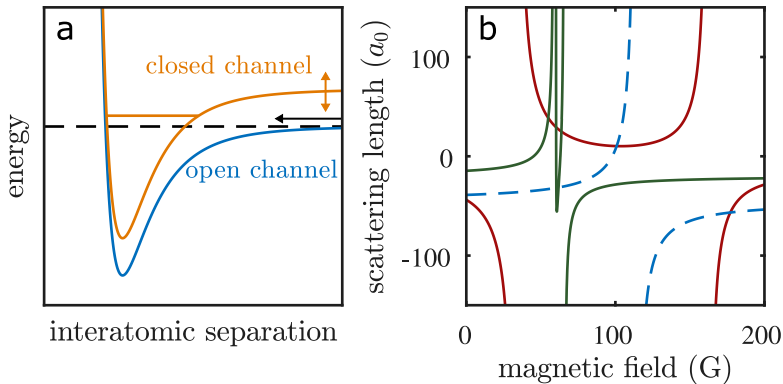 a
closed channel
open channel
energy
interatomic separation
b
100
0
-100
scattering length (a0)
0
100
200
magnetic field (G)